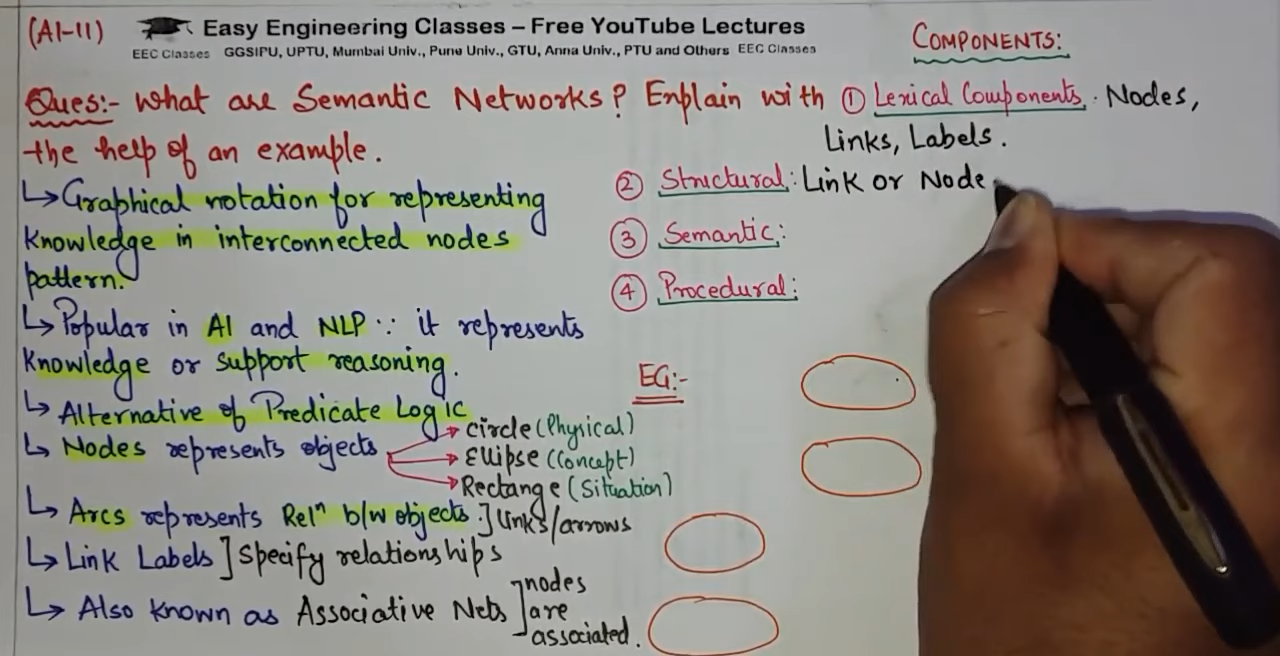 (AI-11)
Easy Engineering Classes – Free YouTube Lectures
EEC Classes GGSIPU, UPTU, Mumbai Univ., Pune Univ., GTU, Anna Univ., PTU and Others EEC Classes
Ques:- What are Semantic Networks? Explain with
the help of an example.
↳ Graphical notation for representing
knowledge in interconnected nodes
pattern.
↳ Popular in AI and NLP ∵ it represents
knowledge or support reasoning.
↳ Alternative of Predicate Logic
↳ Nodes represents objects
circle (Physical)
Ellipse (Concept)
Rectange (Situation)
↳ Arcs represents Relⁿ b/w objects.] links/arrows
↳ Link Labels ] specify relationships
↳ Also known as Associative Nets
nodes
are
associated.
COMPONENTS:
① Lexical Components: Nodes,
Links, Labels.
② Structural: Link or Node
③ Semantic:
④ Procedural:
EG:-